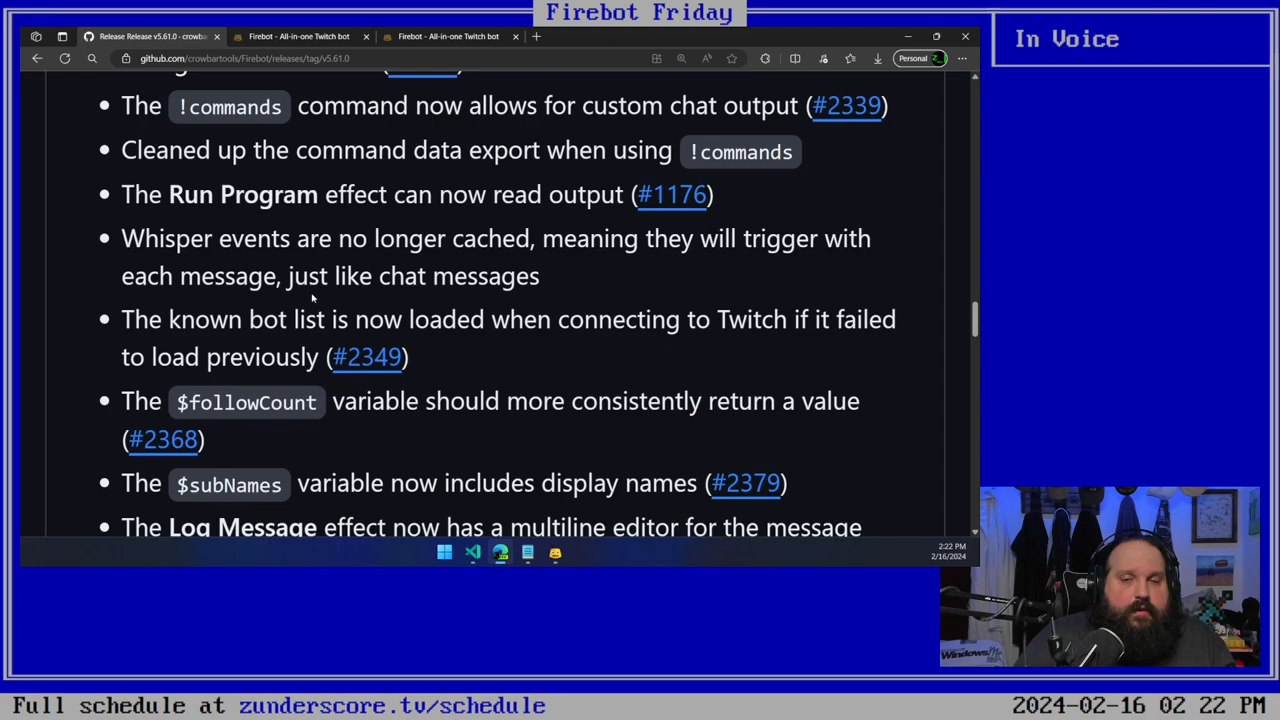 Firebot Friday
Release Release v5.61.0 · crowbar
Firebot - All-in-one Twitch bot
Firebot - All-in-one Twitch bot
In Voice
github.com/crowbartools/Firebot/releases/tag/v5.61.0
Personal
• The !commands command now allows for custom chat output (#2339)
• Cleaned up the command data export when using !commands
• The Run Program effect can now read output (#1176)
• Whisper events are no longer cached, meaning they will trigger with
each message, just like chat messages
• The known bot list is now loaded when connecting to Twitch if it failed
to load previously (#2349)
• The $followCount variable should more consistently return a value
(#2368)
• The $subNames variable now includes display names (#2379)
• The Log Message effect now has a multiline editor for the message
2:22 PM
2/16/2024
Windows
Full schedule at zunderscore.tv/schedule
2024-02-16 02 22 PM